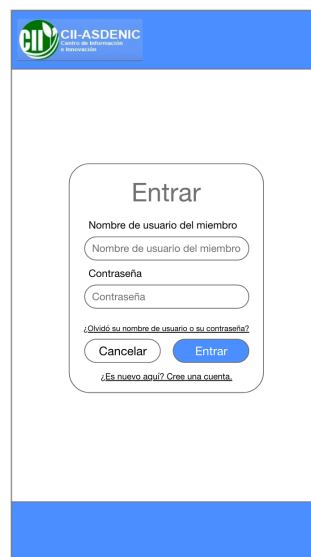 CII
CII-ASDENIC
Centro de Información
e Innovación
Entrar
Nombre de usuario del miembro
Nombre de usuario del miembro
Contraseña
Contraseña
¿Olvidó su nombre de usuario o su contraseña?
Cancelar Entrar
¿Es nuevo aquí? Cree una cuenta.